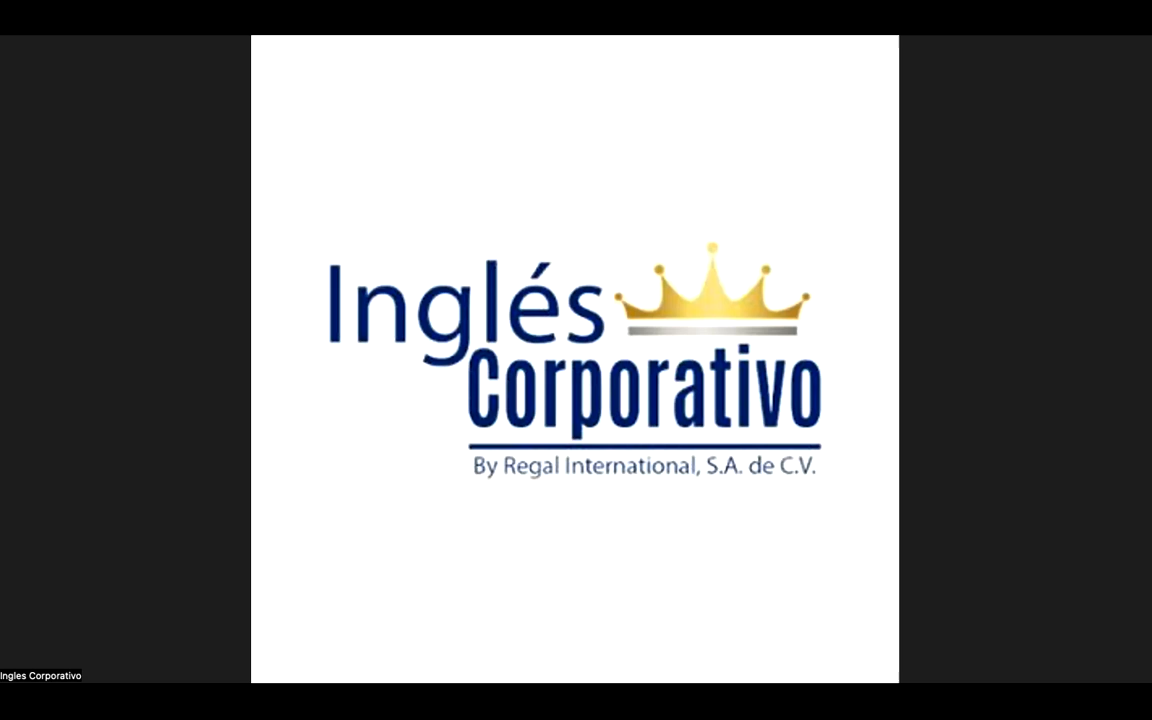 Inglés
Corporativo
By Regal International, S.A. de C.V.
Ingles Corporativo